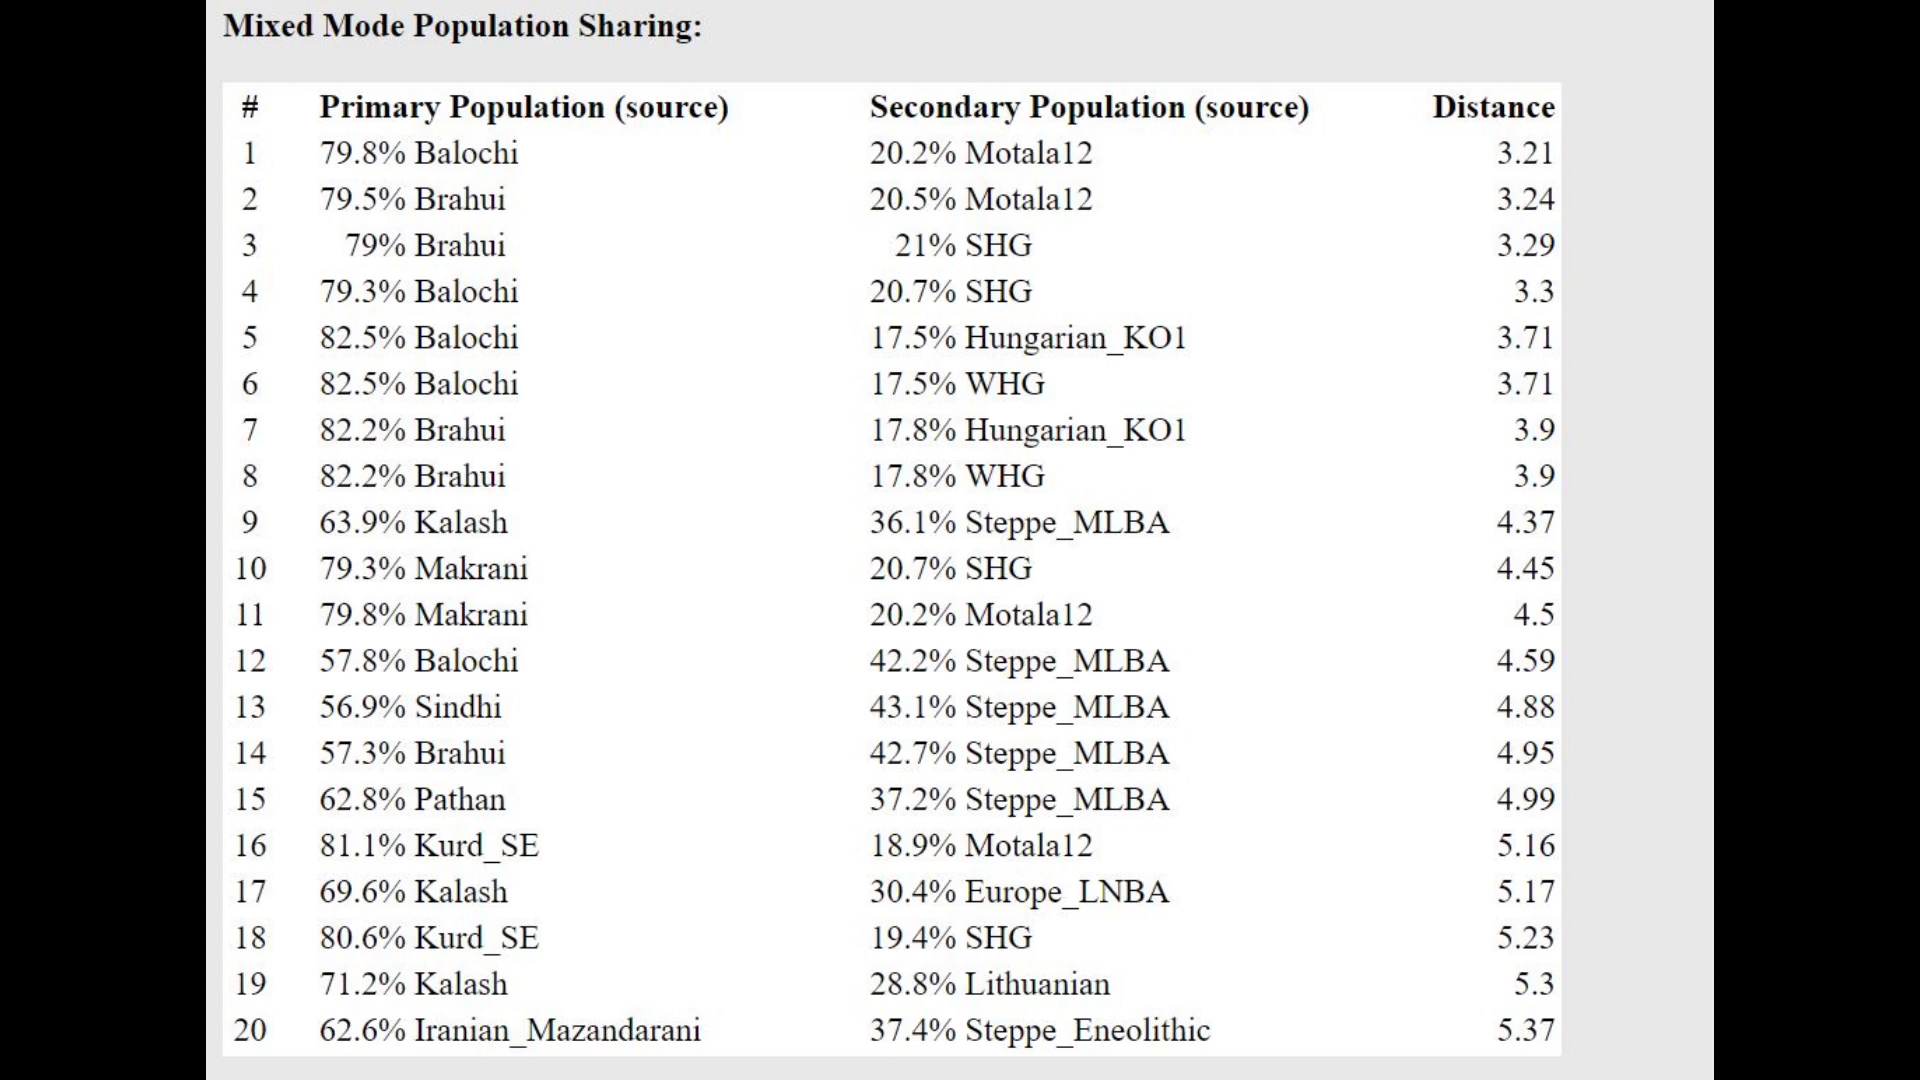 Mixed Mode Population Sharing:
# Primary Population (source) Secondary Population (source) Distance
1 79.8% Balochi 20.2% Motala12 3.21
2 79.5% Brahui 20.5% Motala12 3.24
3 79% Brahui 21% SHG 3.29
4 79.3% Balochi 20.7% SHG 3.3
5 82.5% Balochi 17.5% Hungarian_KO1 3.71
6 82.5% Balochi 17.5% WHG 3.71
7 82.2% Brahui 17.8% Hungarian_KO1 3.9
8 82.2% Brahui 17.8% WHG 3.9
9 63.9% Kalash 36.1% Steppe_MLBA 4.37
10 79.3% Makrani 20.7% SHG 4.45
11 79.8% Makrani 20.2% Motala12 4.5
12 57.8% Balochi 42.2% Steppe_MLBA 4.59
13 56.9% Sindhi 43.1% Steppe_MLBA 4.88
14 57.3% Brahui 42.7% Steppe_MLBA 4.95
15 62.8% Pathan 37.2% Steppe_MLBA 4.99
16 81.1% Kurd_SE 18.9% Motala12 5.16
17 69.6% Kalash 30.4% Europe_LNBA 5.17
18 80.6% Kurd_SE 19.4% SHG 5.23
19 71.2% Kalash 28.8% Lithuanian 5.3
20 62.6% Iranian_Mazandarani 37.4% Steppe_Eneolithic 5.37